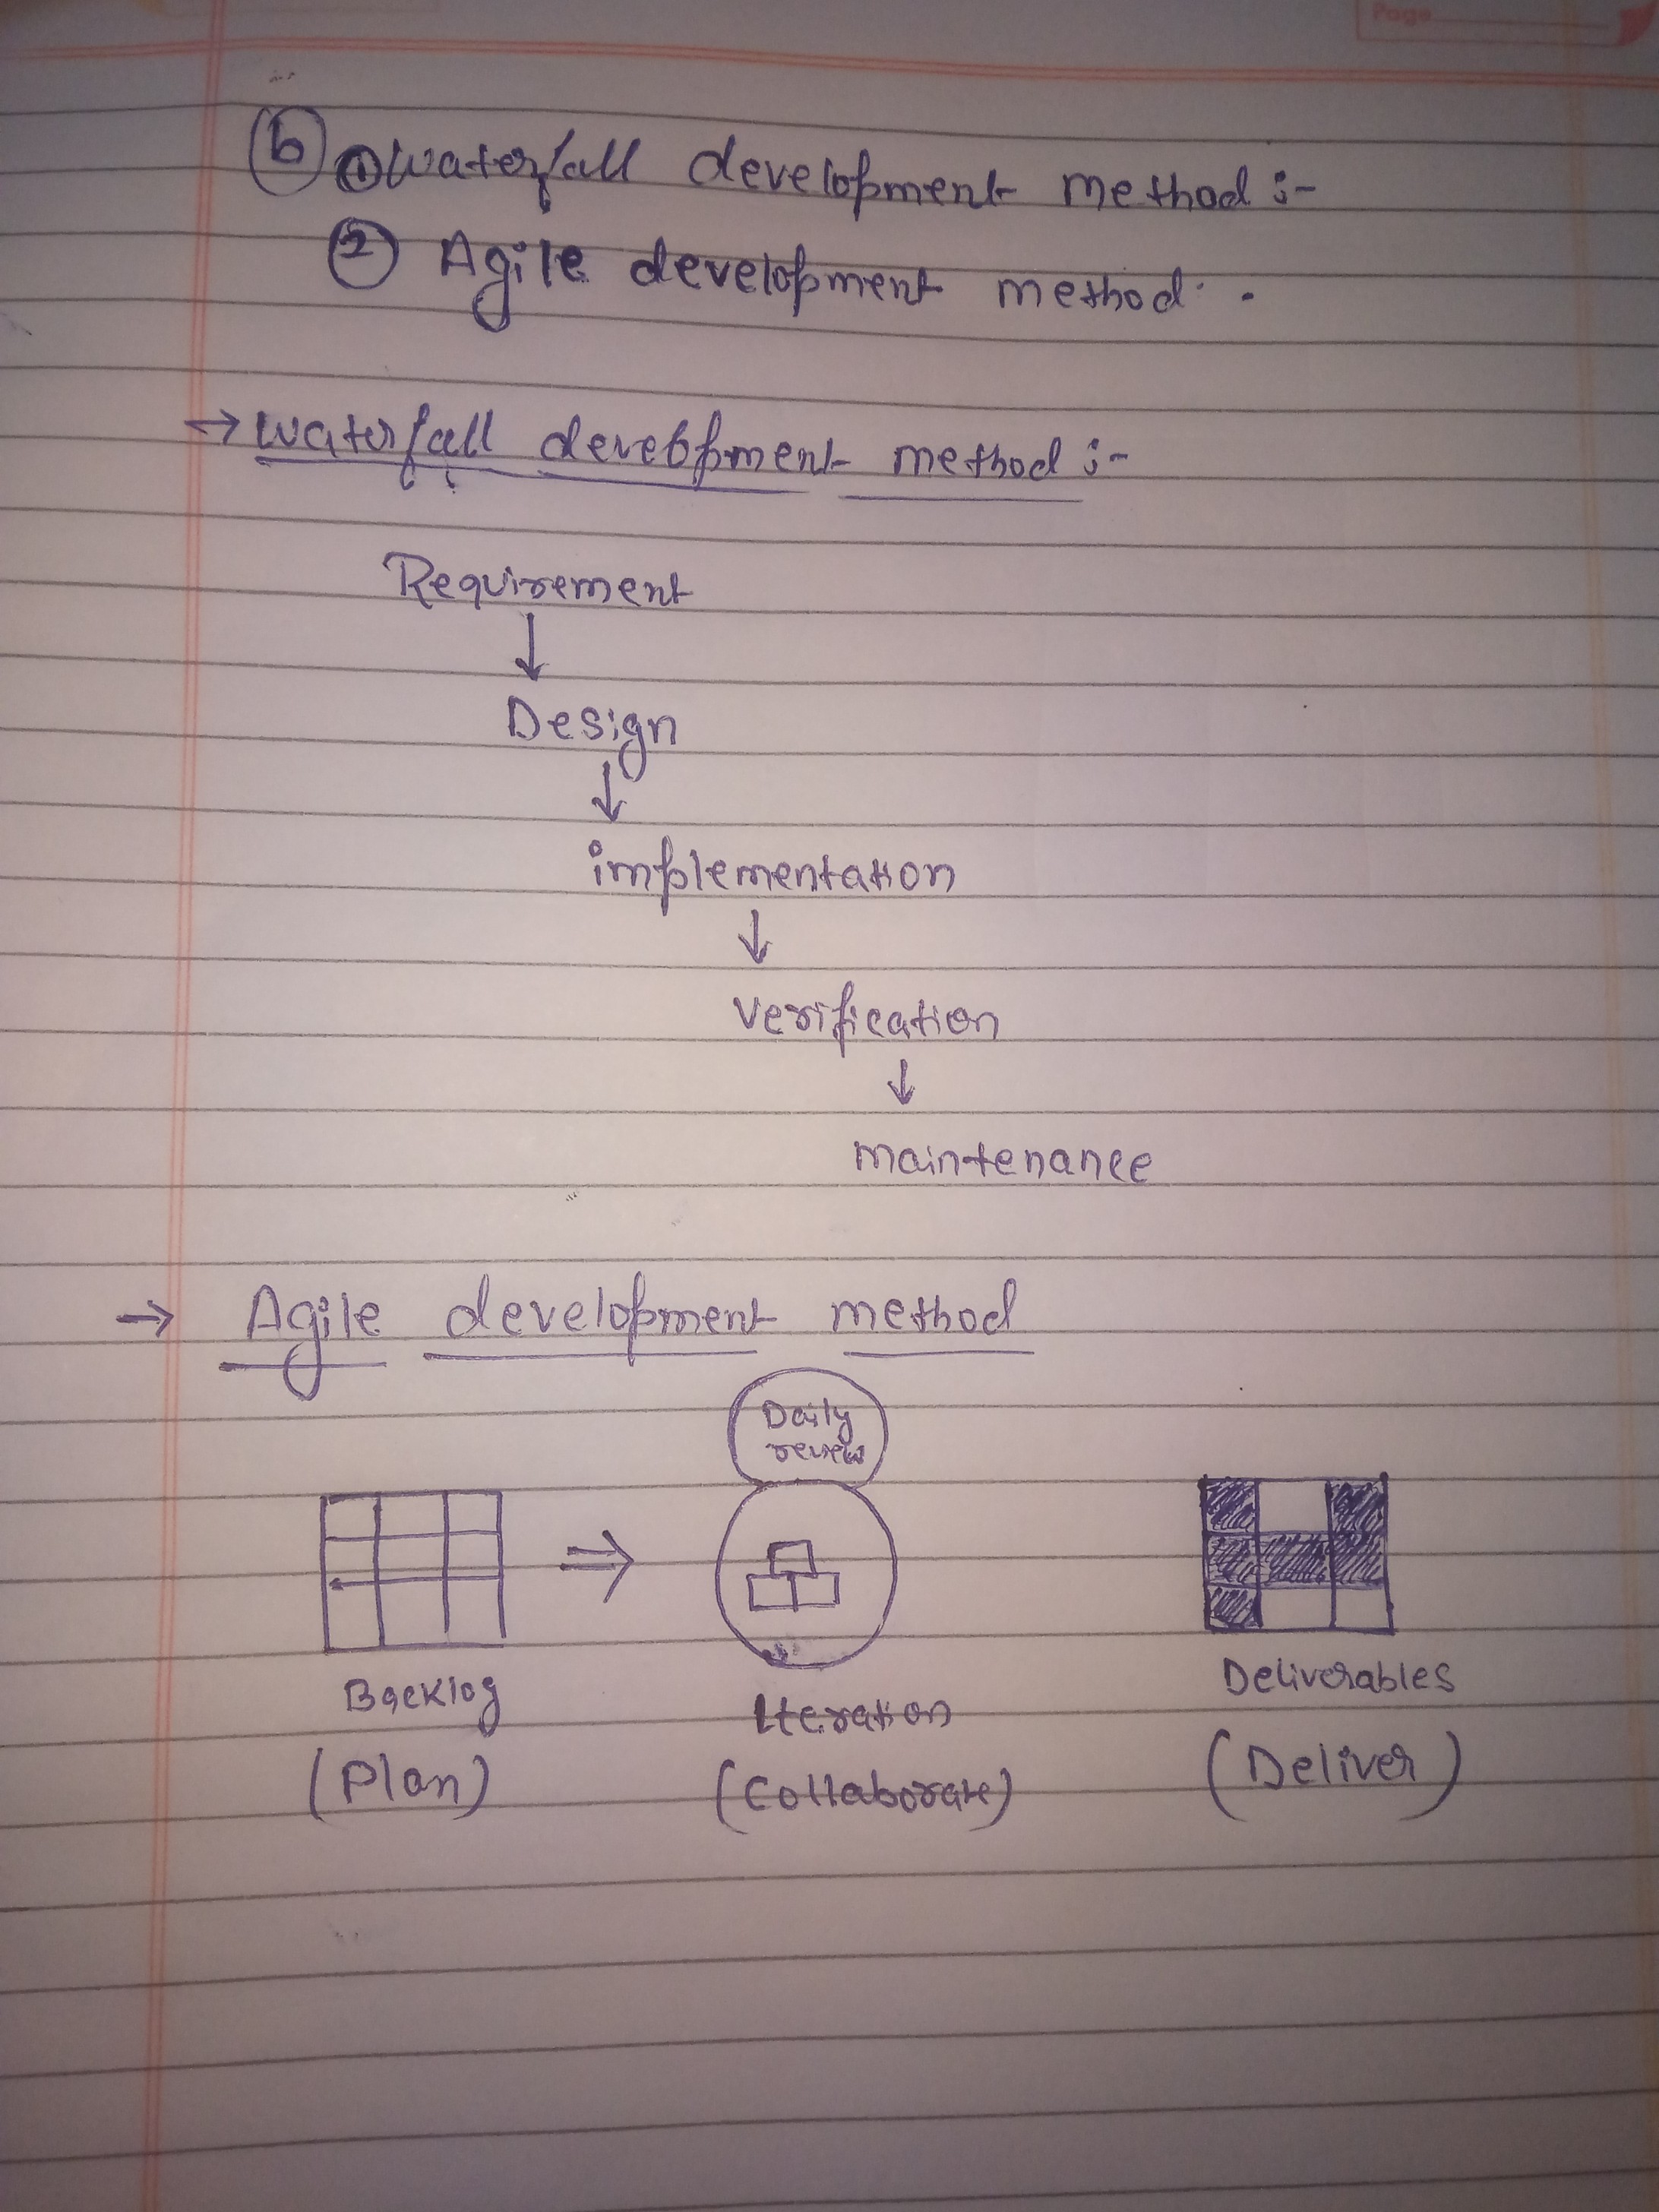 Page
b ① Waterfall development method :-
② Agile development method .
→ Waterfall development method :-
Requirement
↓
Design
↓
implementation
↓
verification
↓
maintenance
→ Agile development method
Daily
review
⇒
Backlog
Iteration
Deliverables
(Plan)
(Collaborate)
(Deliver)